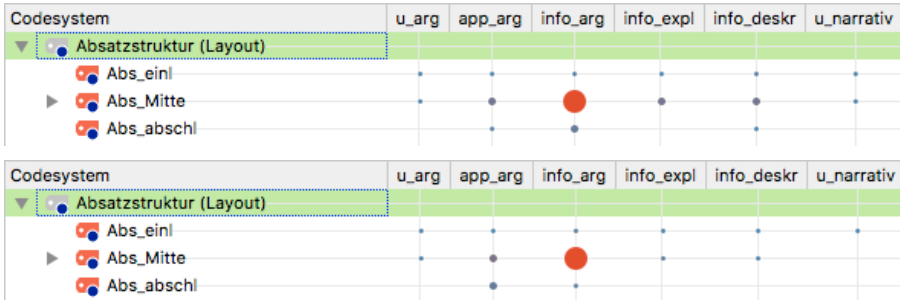 Codesystem u_arg app_arg info_arg info_expl info_deskr u_narrativ
Absatzstruktur (Layout)
Abs_einl
Abs_Mitte
Abs_abschl
Codesystem u_arg app_arg info_arg info_expl info_deskr u_narrativ
Absatzstruktur (Layout)
Abs_einl
Abs_Mitte
Abs_abschl